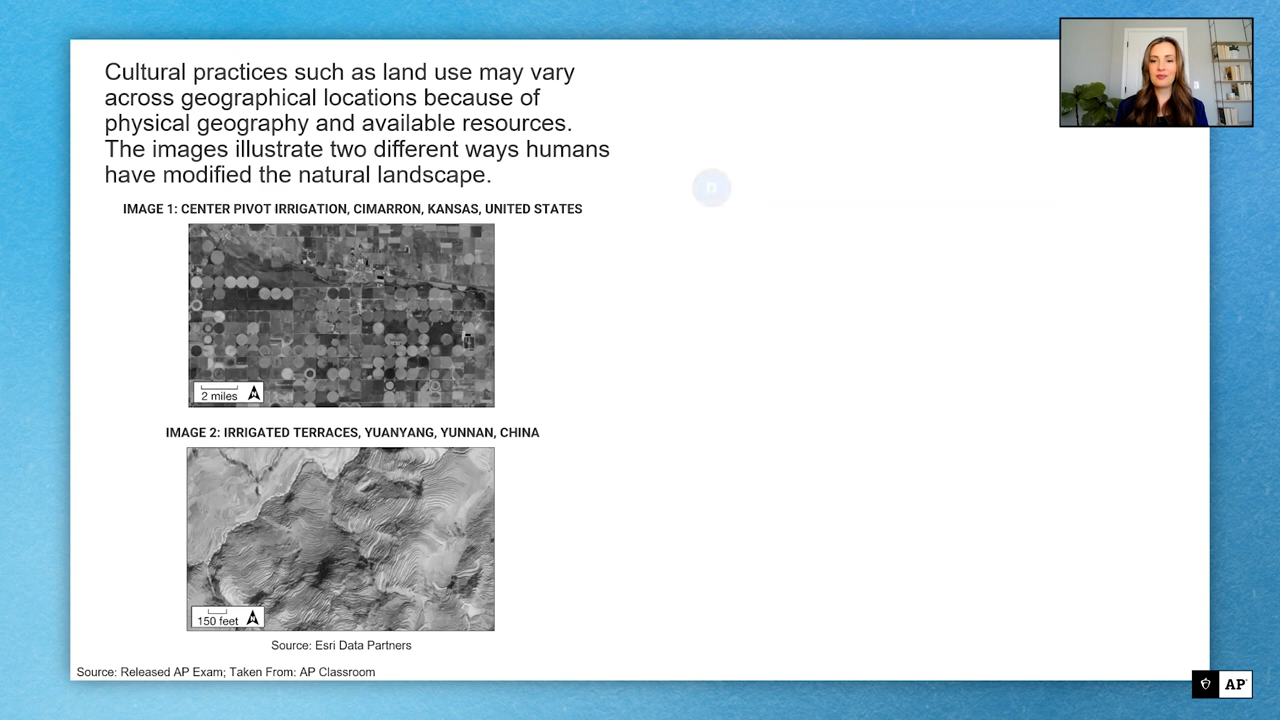 Cultural practices such as land use may vary
across geographical locations because of
physical geography and available resources.
The images illustrate two different ways humans
have modified the natural landscape.
IMAGE 1: CENTER PIVOT IRRIGATION, CIMARRON, KANSAS, UNITED STATES
2 miles
IMAGE 2: IRRIGATED TERRACES, YUANYANG, YUNNAN, CHINA
150 feet
Source: Esri Data Partners
Source: Released AP Exam; Taken From: AP Classroom
AP